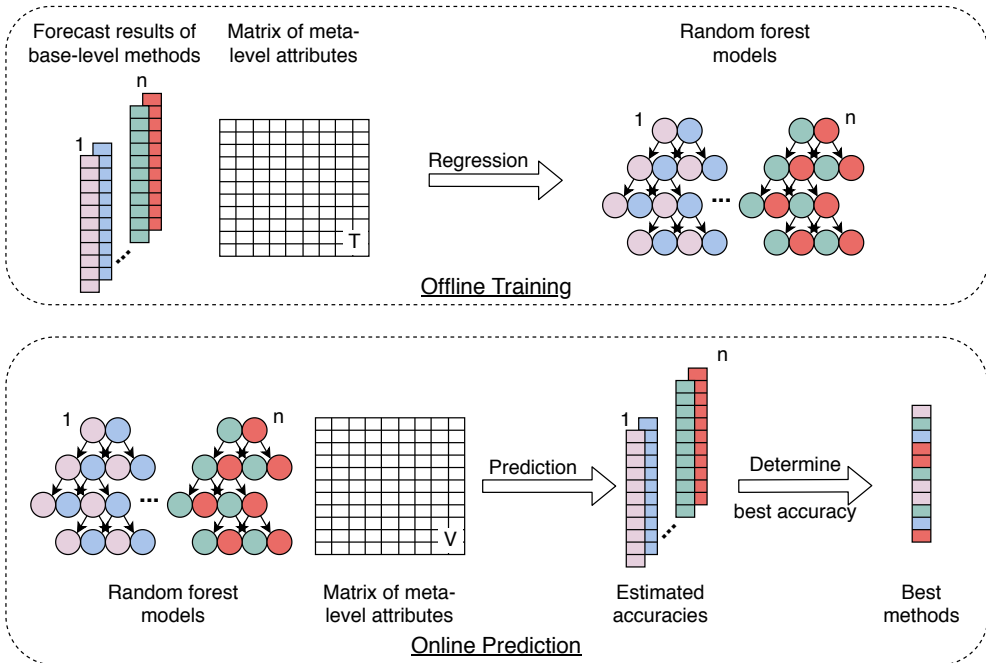 Forecast results of
base-level methods
Matrix of meta-
level attributes
Random forest
models
n
1
T
Regression
1
n
...
Offline Training
1
n
...
V
Prediction
1
n
Determine
best accuracy
Random forest
models
Matrix of meta-
level attributes
Estimated
accuracies
Best
methods
Online Prediction